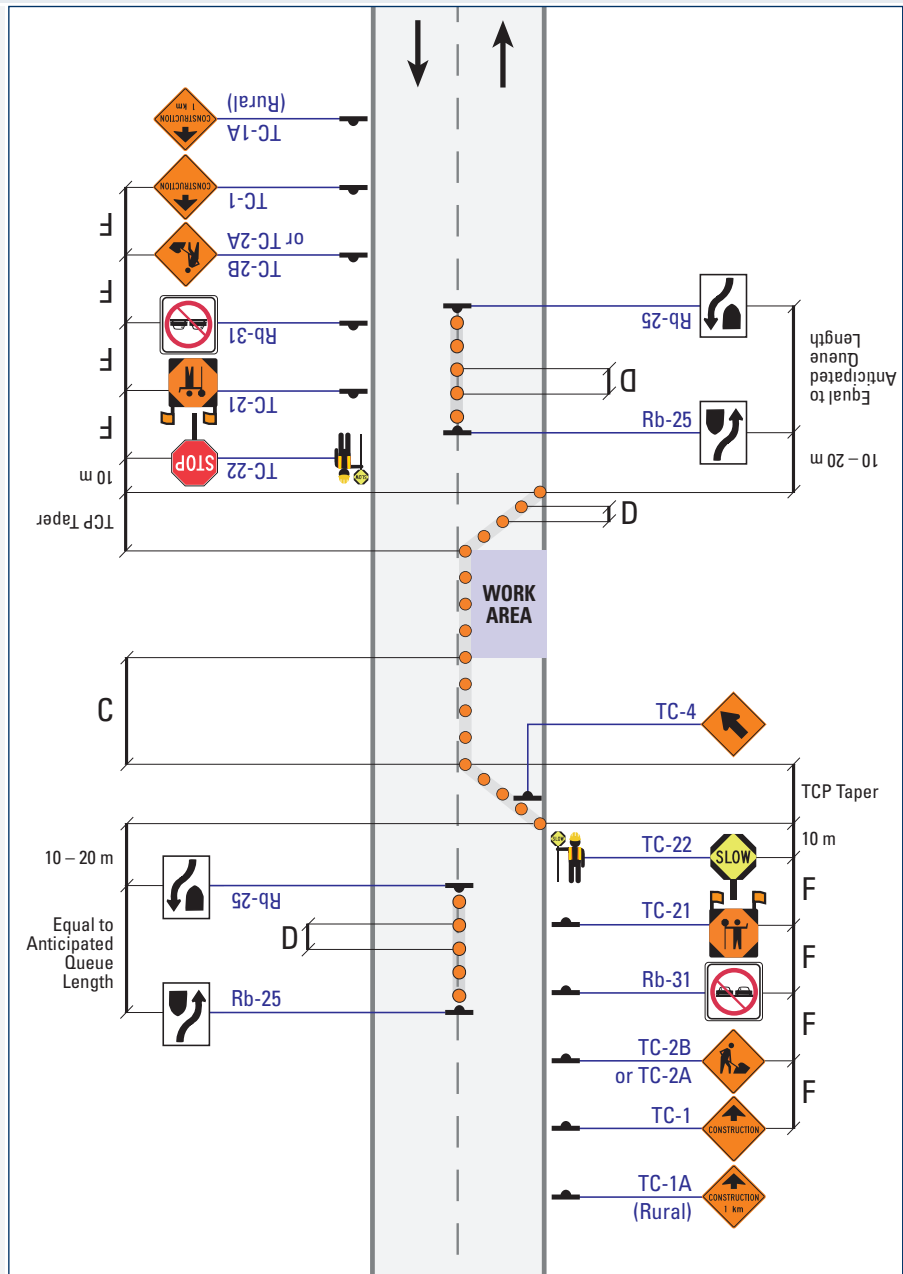 CONSTRUCTION
1 km
TC-1A
(Rural)
CONSTRUCTION
TC-1
F
TC-2B
or TC-2A
F
Rb-31
F
TC-21
F
STOP
TC-22
SLOW
10 m
TCP Taper
Rb-25
D
Equal to
Anticipated
Queue
Length
Rb-25
10 – 20 m
D
WORK
AREA
C
TC-4
TCP Taper
10 m
SLOW
TC-22
SLOW
F
TC-21
F
Rb-31
F
TC-2B
or TC-2A
F
TC-1
CONSTRUCTION
TC-1A
(Rural)
CONSTRUCTION
1 km
10 – 20 m
Rb-25
D
Equal to
Anticipated
Queue
Length
Rb-25